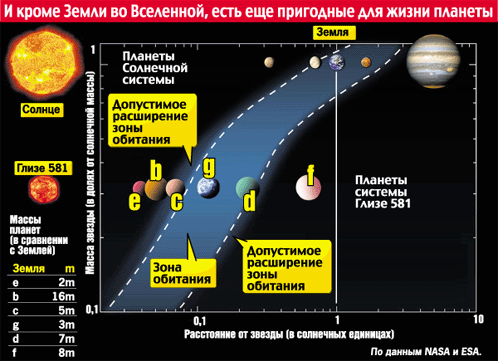 И кроме Земли во Вселенной, есть еще пригодные для жизни планеты
Солнце
Глизе 581
Массы
планет
(в сравнении
с Землей)
Земля m
e 2m
b 16m
c 5m
g 3m
d 7m
f 8m
Масса звезды (в долях от солнечной массы)
1
0,1
Планеты
Солнечной
системы
Земля
Допустимое
расширение
зоны
обитания
e
b
c
g
d
f
Планеты
системы
Глизе 581
Зона
обитания
Допустимое
расширение
зоны
обитания
0,1
1
10
Расстояние от звезды (в солнечных единицах)
По данным NASA и ESA.